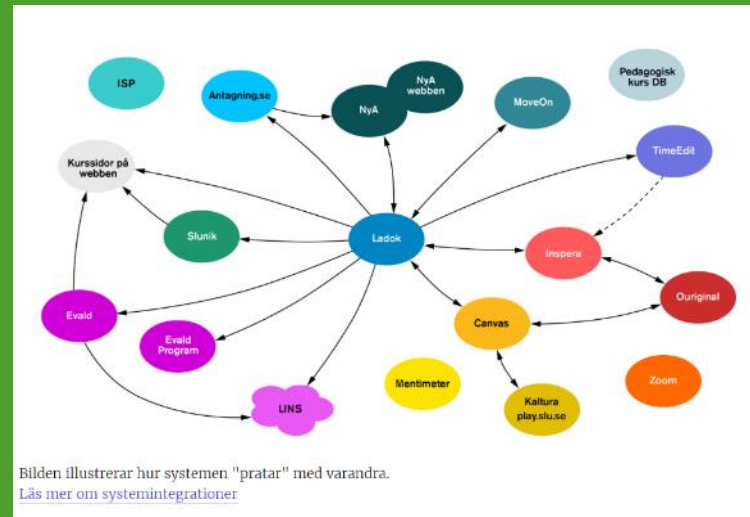 ISP
Antagning.se
NyA
NyA
webben
MoveOn
Pedagogisk
kurs DB
TimeEdit
Kurssidor på
webben
Slunik
Ladok
Inspera
Ouriginal
Evald
Evald
Program
Canvas
Mentimeter
Zoom
LINS
Kaltura
play.slu.se
Bilden illustrerar hur systemen "pratar" med varandra.
Läs mer om systemintegrationer